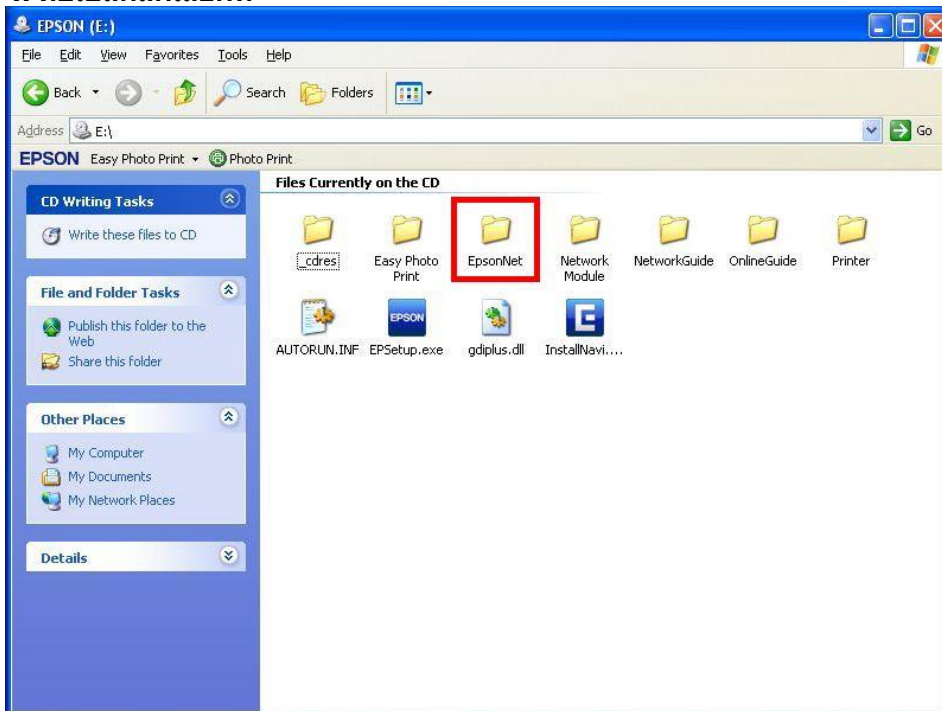 EPSON (E:)
File Edit View Favorites Tools Help
Back Search Folders
Address E:\ Go
EPSON Easy Photo Print Photo Print
Files Currently on the CD
CD Writing Tasks
Write these files to CD
File and Folder Tasks
Publish this folder to the
Web
Share this folder
Other Places
My Computer
My Documents
My Network Places
Details
_cdres Easy Photo EpsonNet Network NetworkGuide OnlineGuide Printer
Print Module
EPSON
AUTORUN.INF EPSetup.exe gdiplus.dll InstallNavi....